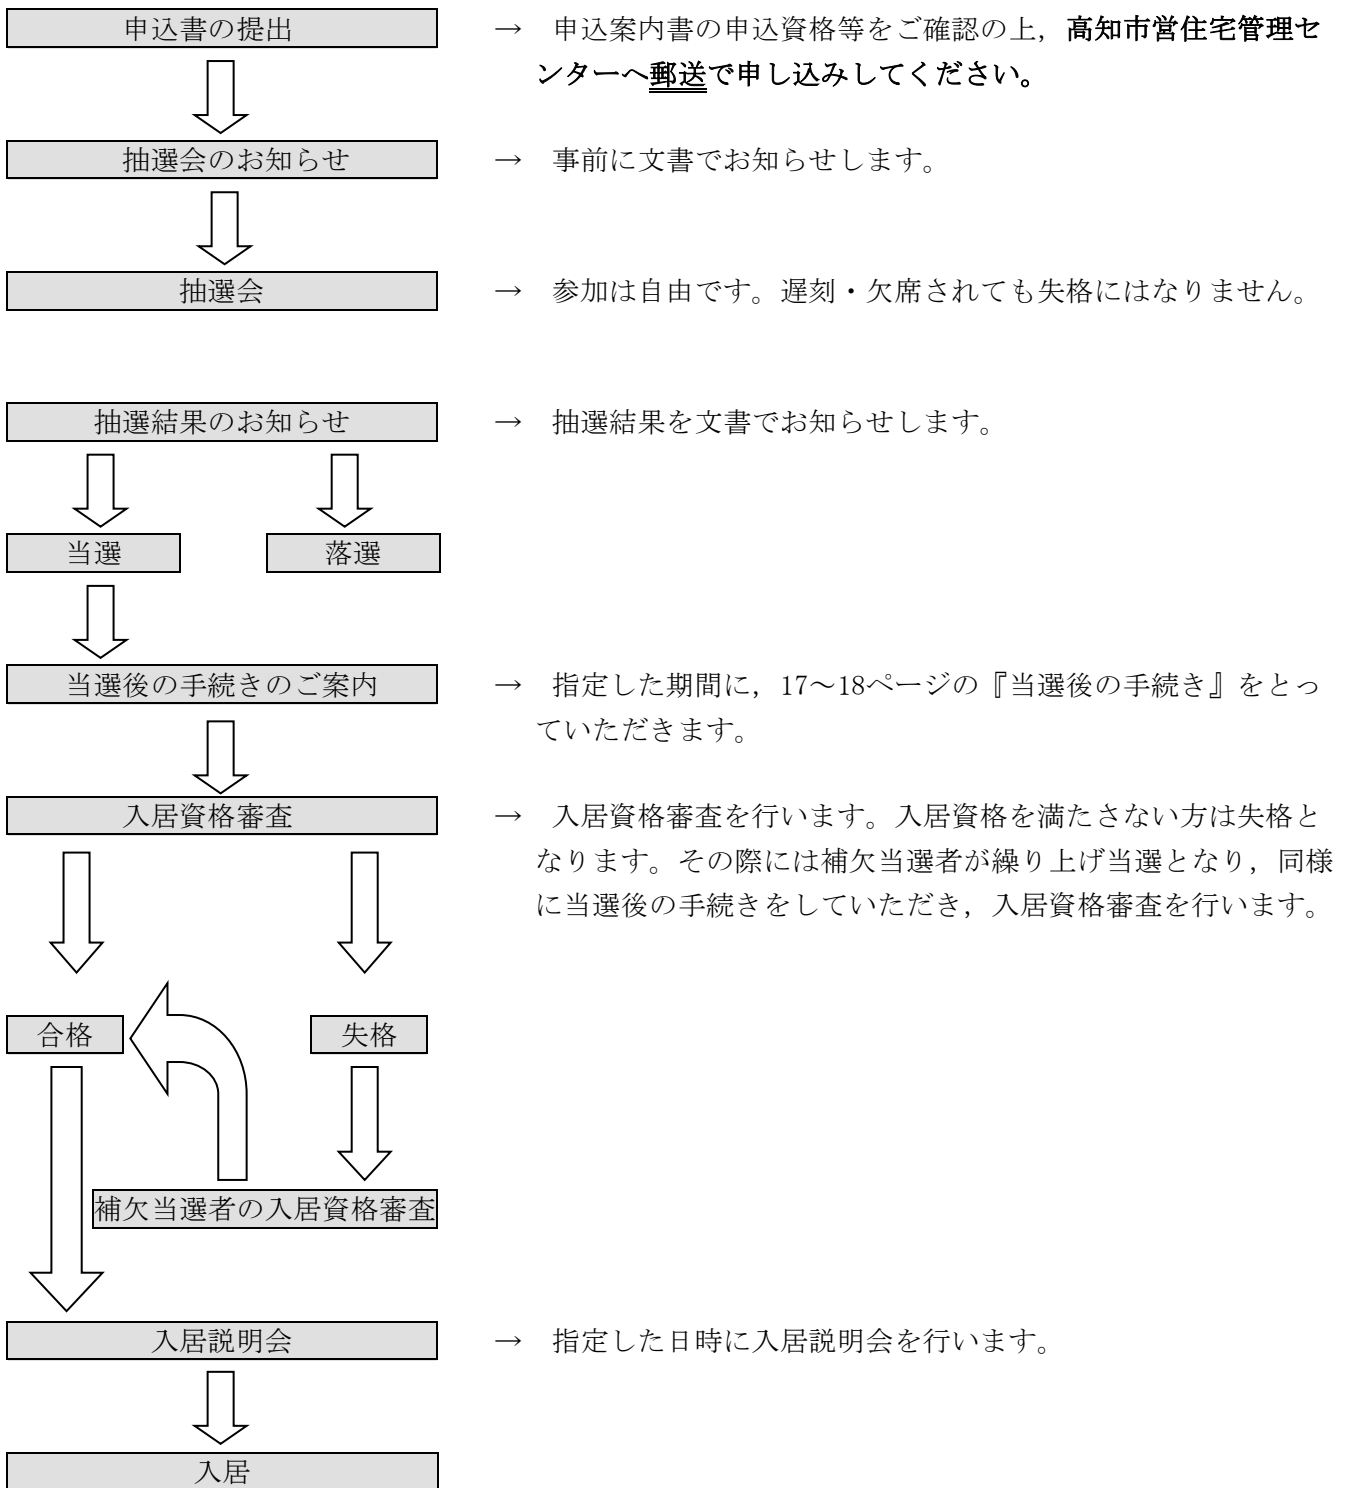 申込書の提出
→　申込案内書の申込資格等をご確認の上，高知市営住宅管理セ
ンターへ郵送で申し込みしてください。
抽選会のお知らせ
→　事前に文書でお知らせします。
抽選会
→　参加は自由です。遅刻・欠席されても失格にはなりません。
抽選結果のお知らせ
→　抽選結果を文書でお知らせします。
当選
落選
当選後の手続きのご案内
→　指定した期間に，17～18ページの『当選後の手続き』をとっ
ていただきます。
入居資格審査
→　入居資格審査を行います。入居資格を満たさない方は失格と
なります。その際には補欠当選者が繰り上げ当選となり，同様
に当選後の手続きをしていただき，入居資格審査を行います。
合格
失格
補欠当選者の入居資格審査
入居説明会
→　指定した日時に入居説明会を行います。
入居